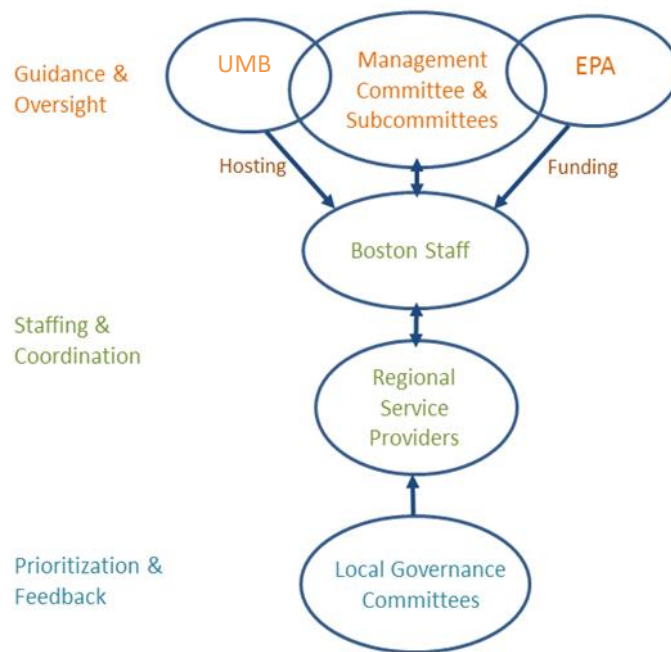 Guidance &
Oversight
UMB
Management
Committee &
Subcommittees
EPA
Hosting
Funding
Boston Staff
Staffing &
Coordination
Regional
Service
Providers
Prioritization &
Feedback
Local Governance
Committees